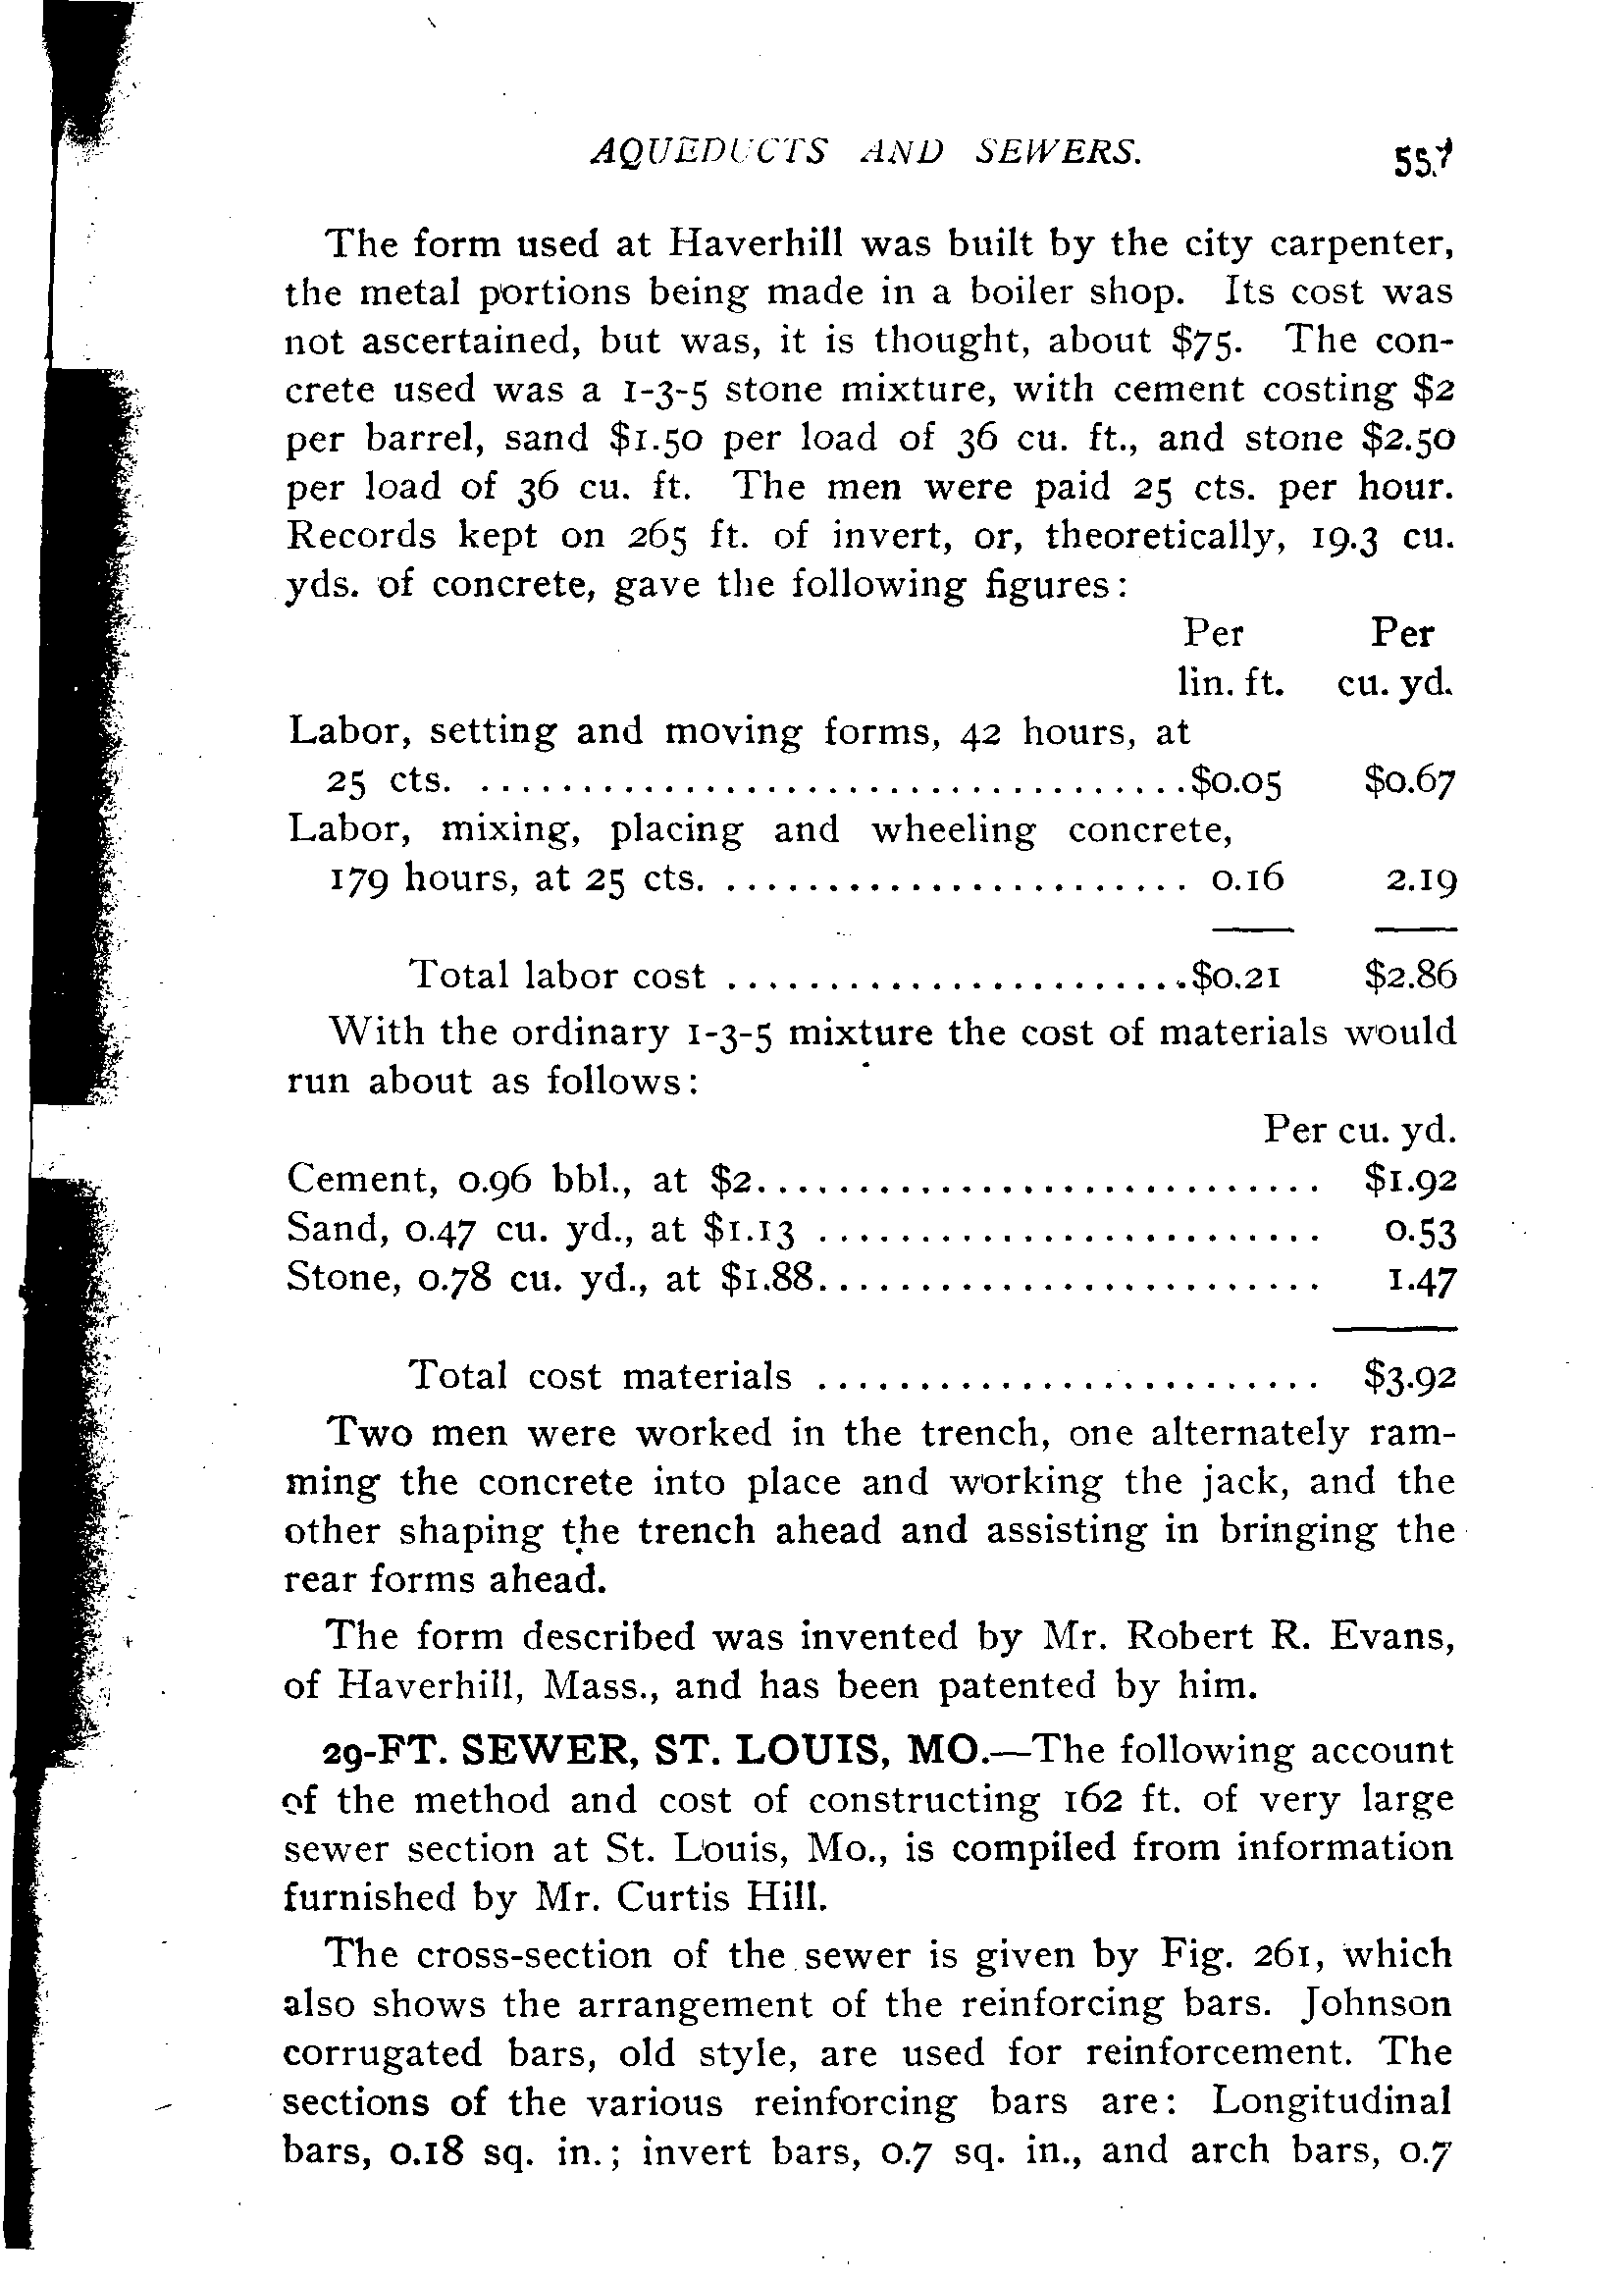 AQUEDUCTS AND SEWERS. 557
The form used at Haverhill was built by the city carpenter,
the metal portions being made in a boiler shop. Its cost was
not ascertained, but was, it is thought, about $75. The con-
crete used was a 1-3-5 stone mixture, with cement costing $2
per barrel, sand $1.50 per load of 36 cu. ft., and stone $2.50
per load of 36 cu. ft. The men were paid 25 cts. per hour.
Records kept on 265 ft. of invert, or, theoretically, 19.3 cu.
yds. of concrete, gave the following figures:
Per Per
lin. ft. cu. yd.
Labor, setting and moving forms, 42 hours, at
25 cts. ....................................$0.05 $0.67
Labor, mixing, placing and wheeling concrete,
179 hours, at 25 cts. ....................... 0.16 2.19
Total labor cost .......................$0.21 $2.86
With the ordinary 1-3-5 mixture the cost of materials would
run about as follows:
Per cu. yd.
Cement, 0.96 bbl., at $2............................ $1.92
Sand, 0.47 cu. yd., at $1.13 ......................... 0.53
Stone, 0.78 cu. yd., at $1.88......................... 1.47
Total cost materials ......................... $3.92
Two men were worked in the trench, one alternately ram-
ming the concrete into place and working the jack, and the
other shaping the trench ahead and assisting in bringing the
rear forms ahead.
The form described was invented by Mr. Robert R. Evans,
of Haverhill, Mass., and has been patented by him.
29-FT. SEWER, ST. LOUIS, MO.—The following account
of the method and cost of constructing 162 ft. of very large
sewer section at St. Louis, Mo., is compiled from information
furnished by Mr. Curtis Hill.
The cross-section of the sewer is given by Fig. 261, which
also shows the arrangement of the reinforcing bars. Johnson
corrugated bars, old style, are used for reinforcement. The
sections of the various reinforcing bars are: Longitudinal
bars, 0.18 sq. in.; invert bars, 0.7 sq. in., and arch bars, 0.7